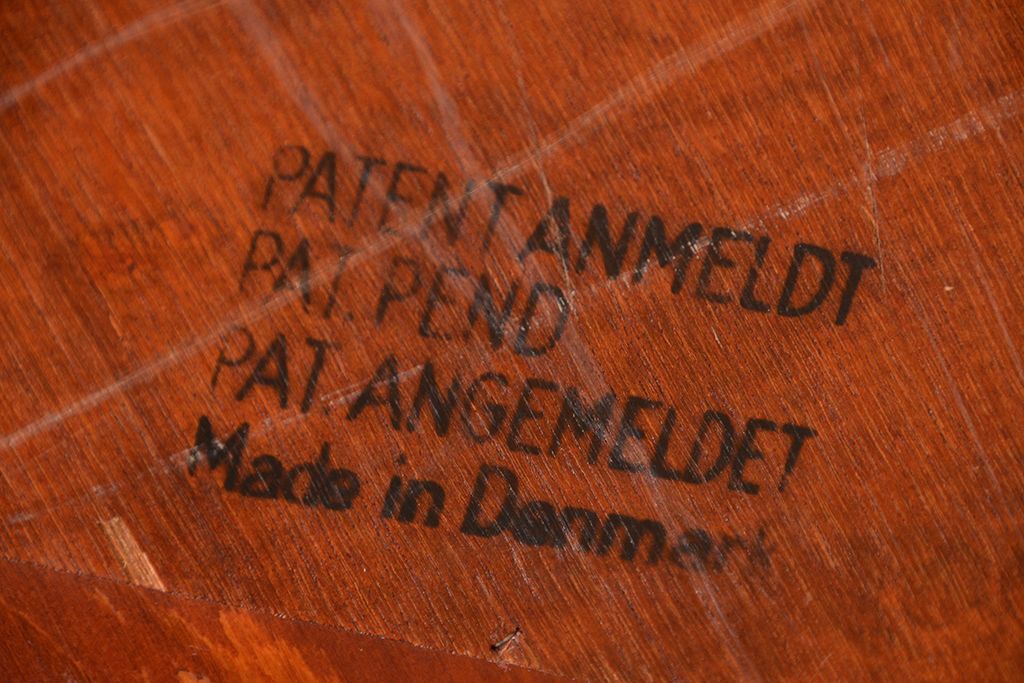 PATENT ANMELDT
PAT. PEND
PAT ANGEMELDET
Made in Denmark